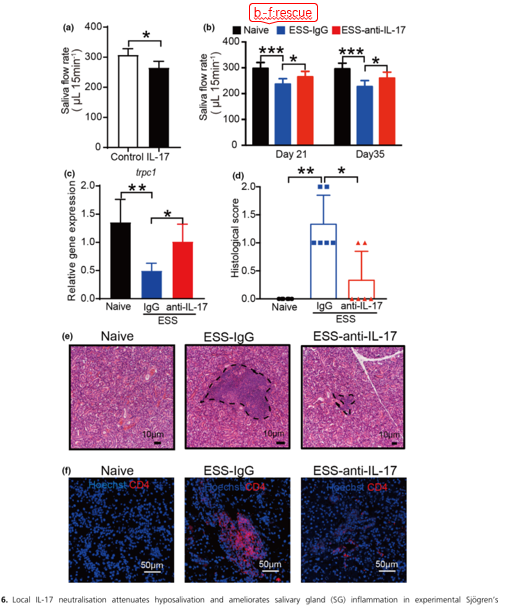 b-f:rescue
(a)
Saliva flow rate
( μL 15min⁻¹)
400
300
200
100
0
*
Control IL-17
(b)
Naive ESS-IgG ESS-anti-IL-17
Saliva flow rate
( μL 15min⁻¹)
400
300
200
100
0
*** * *** *
Day 21 Day35
(c)
trpc1
Relative gene expression
2.0
1.5
1.0
0.5
0.0
** *
Naive IgG anti-IL-17
ESS
(d)
Histological score
2.0
1.5
1.0
0.5
0.0
** *
Naive IgG anti-IL-17
ESS
(e)
Naive ESS-IgG ESS-anti-IL-17
10μm 10μm 10μm
(f)
Naive ESS-IgG ESS-anti-IL-17
Hoechst CD4 Hoechst CD4 Hoechst CD4
50μm 50μm 50μm
6. Local IL-17 neutralisation attenuates hyposalivation and ameliorates salivary gland (SG) inflammation in experimental Sjögren's